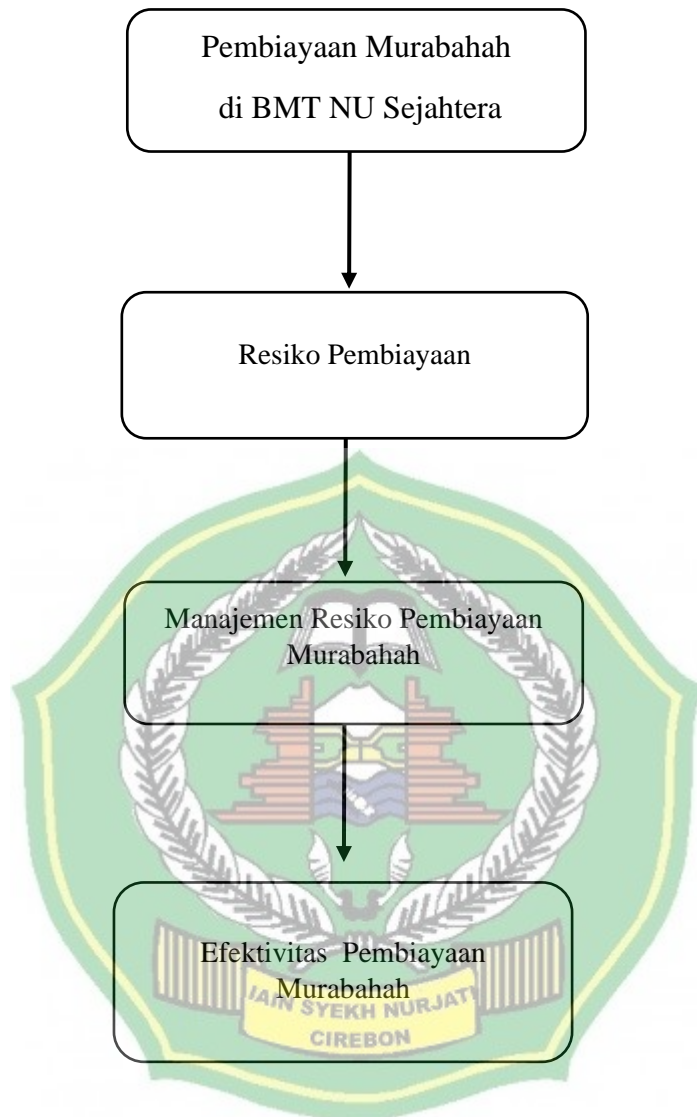 Pembiayaan Murabahah
di BMT NU Sejahtera
Resiko Pembiayaan
Manajemen Resiko Pembiayaan
Murabahah
Efektivitas Pembiayaan
Murabahah
IAIN SYEKH NURJATI
CIREBON